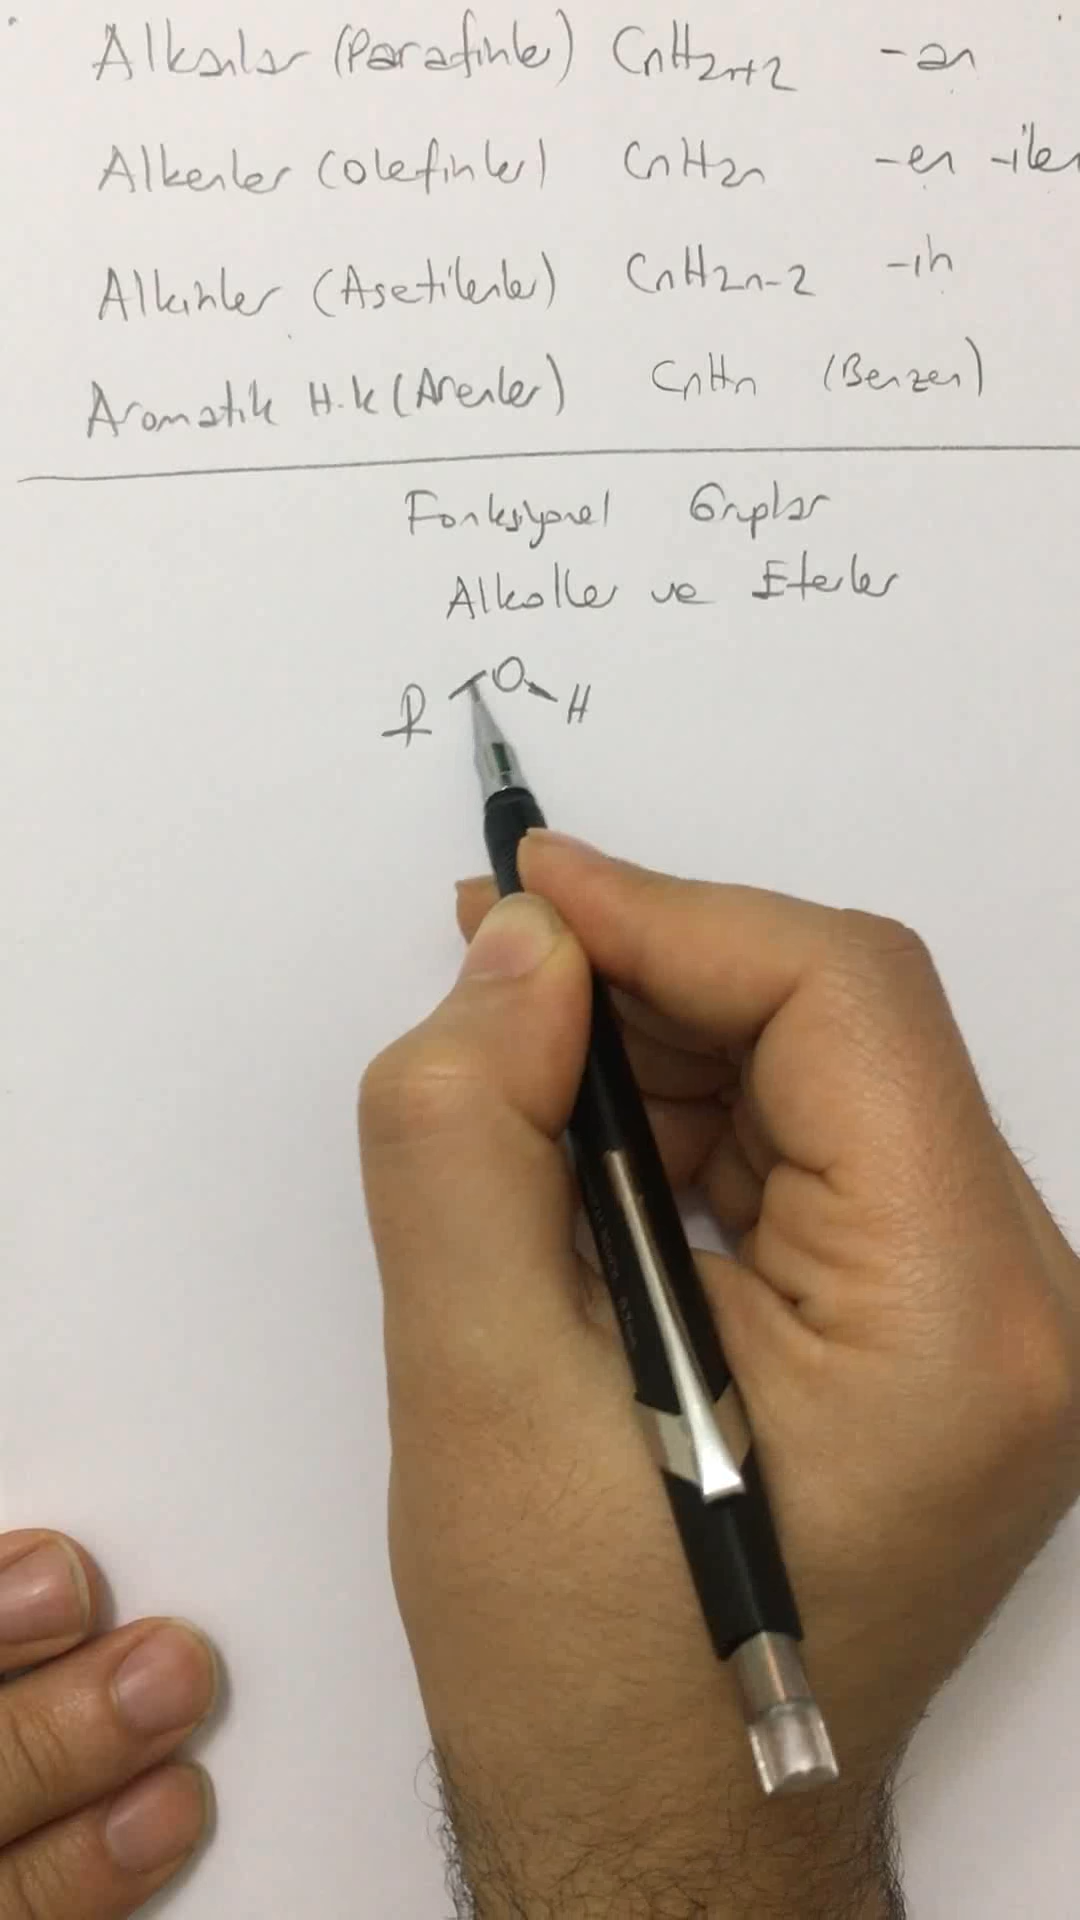 Alkanlar (Parafinler) CnH2n+2 -an
Alkenler (olefinler) CnH2n -en -ilen
Alkinler (Asetilenler) CnH2n-2 -in
Aromatik H.k (Arenler) CnHn (Benzen)
Fonksiyonel Gruplar
Alkoller ve Eterler
R O H